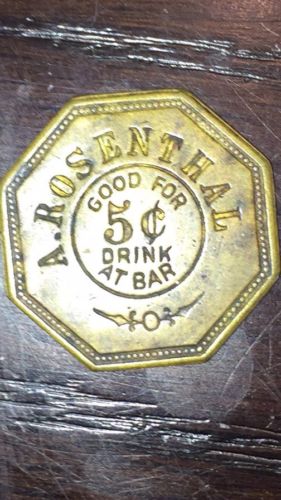 A. ROSENTHAL
GOOD FOR
5¢
DRINK
AT BAR